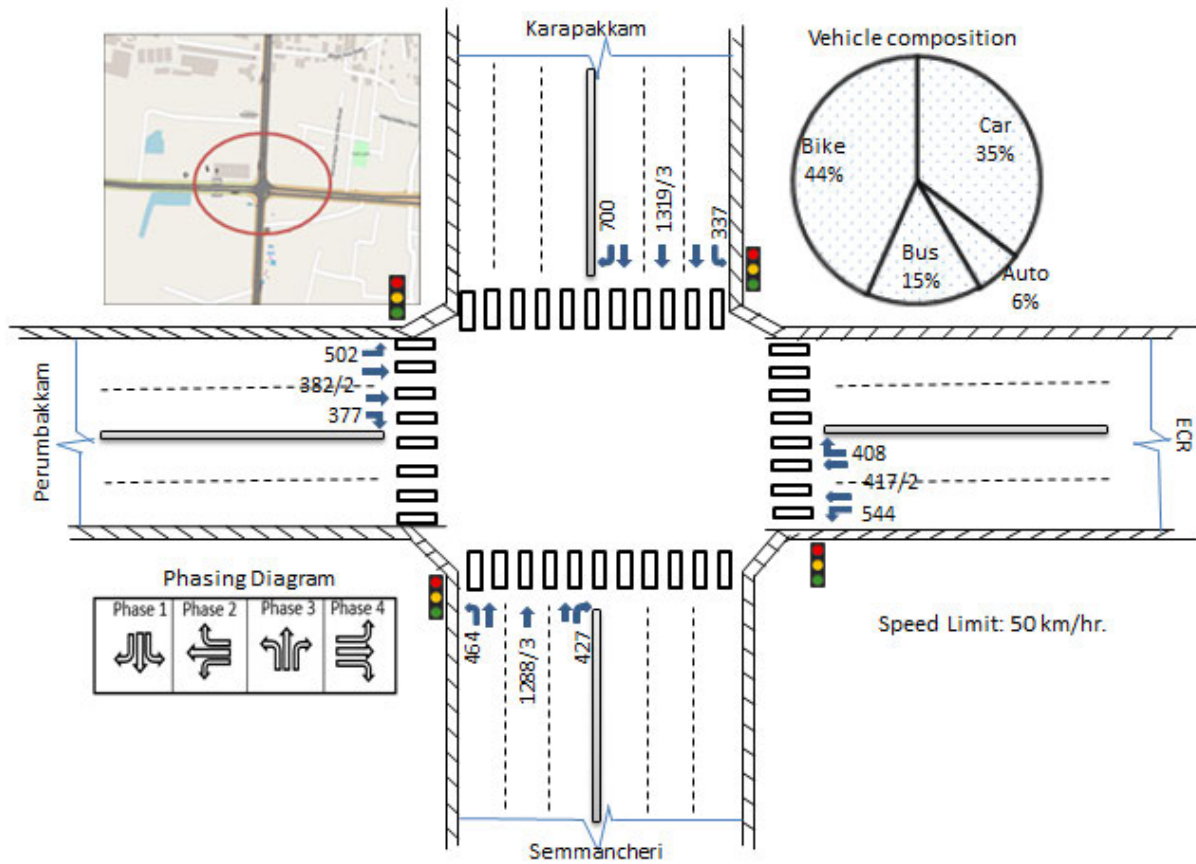 Karapakkam
Vehicle composition
Bike
44%
Car
35%
Bus
15%
Auto
6%
700
1319/3
337
502
382/2
377
Perumbakkam
ECR
408
417/2
544
Phasing Diagram
Phase 1
Phase 2
Phase 3
Phase 4
464
1288/3
427
Speed Limit: 50 km/hr.
Semmancheri